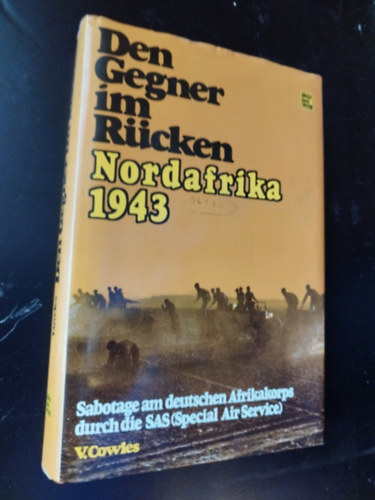 Den
Gegner
im
Rücken
Nordafrika
1943
Sabotage am deutschen Afrikakorps
durch die SAS (Special Air Service)
V. Cowles